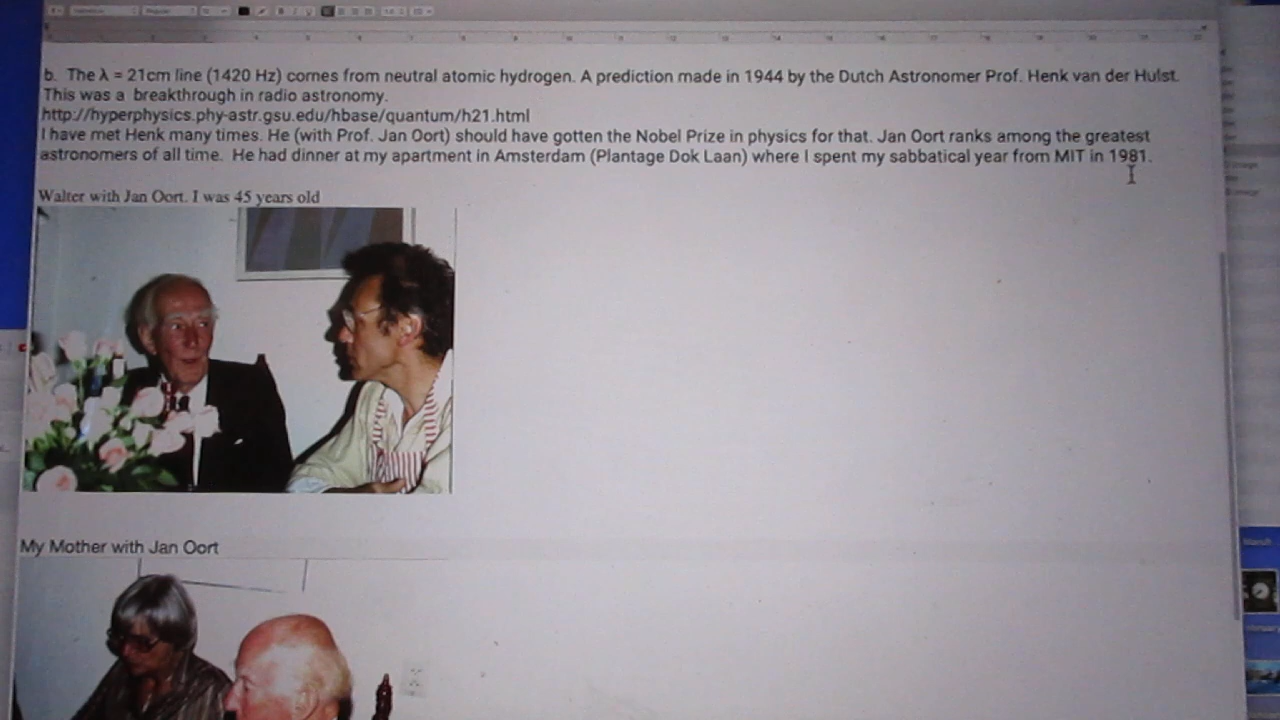 b. The λ = 21cm line (1420 Hz) comes from neutral atomic hydrogen. A prediction made in 1944 by the Dutch Astronomer Prof. Henk van der Hulst.
This was a breakthrough in radio astronomy.
http://hyperphysics.phy-astr.gsu.edu/hbase/quantum/h21.html
I have met Henk many times. He (with Prof. Jan Oort) should have gotten the Nobel Prize in physics for that. Jan Oort ranks among the greatest
astronomers of all time. He had dinner at my apartment in Amsterdam (Plantage Dok Laan) where I spent my sabbatical year from MIT in 1981.
Walter with Jan Oort. I was 45 years old
My Mother with Jan Oort